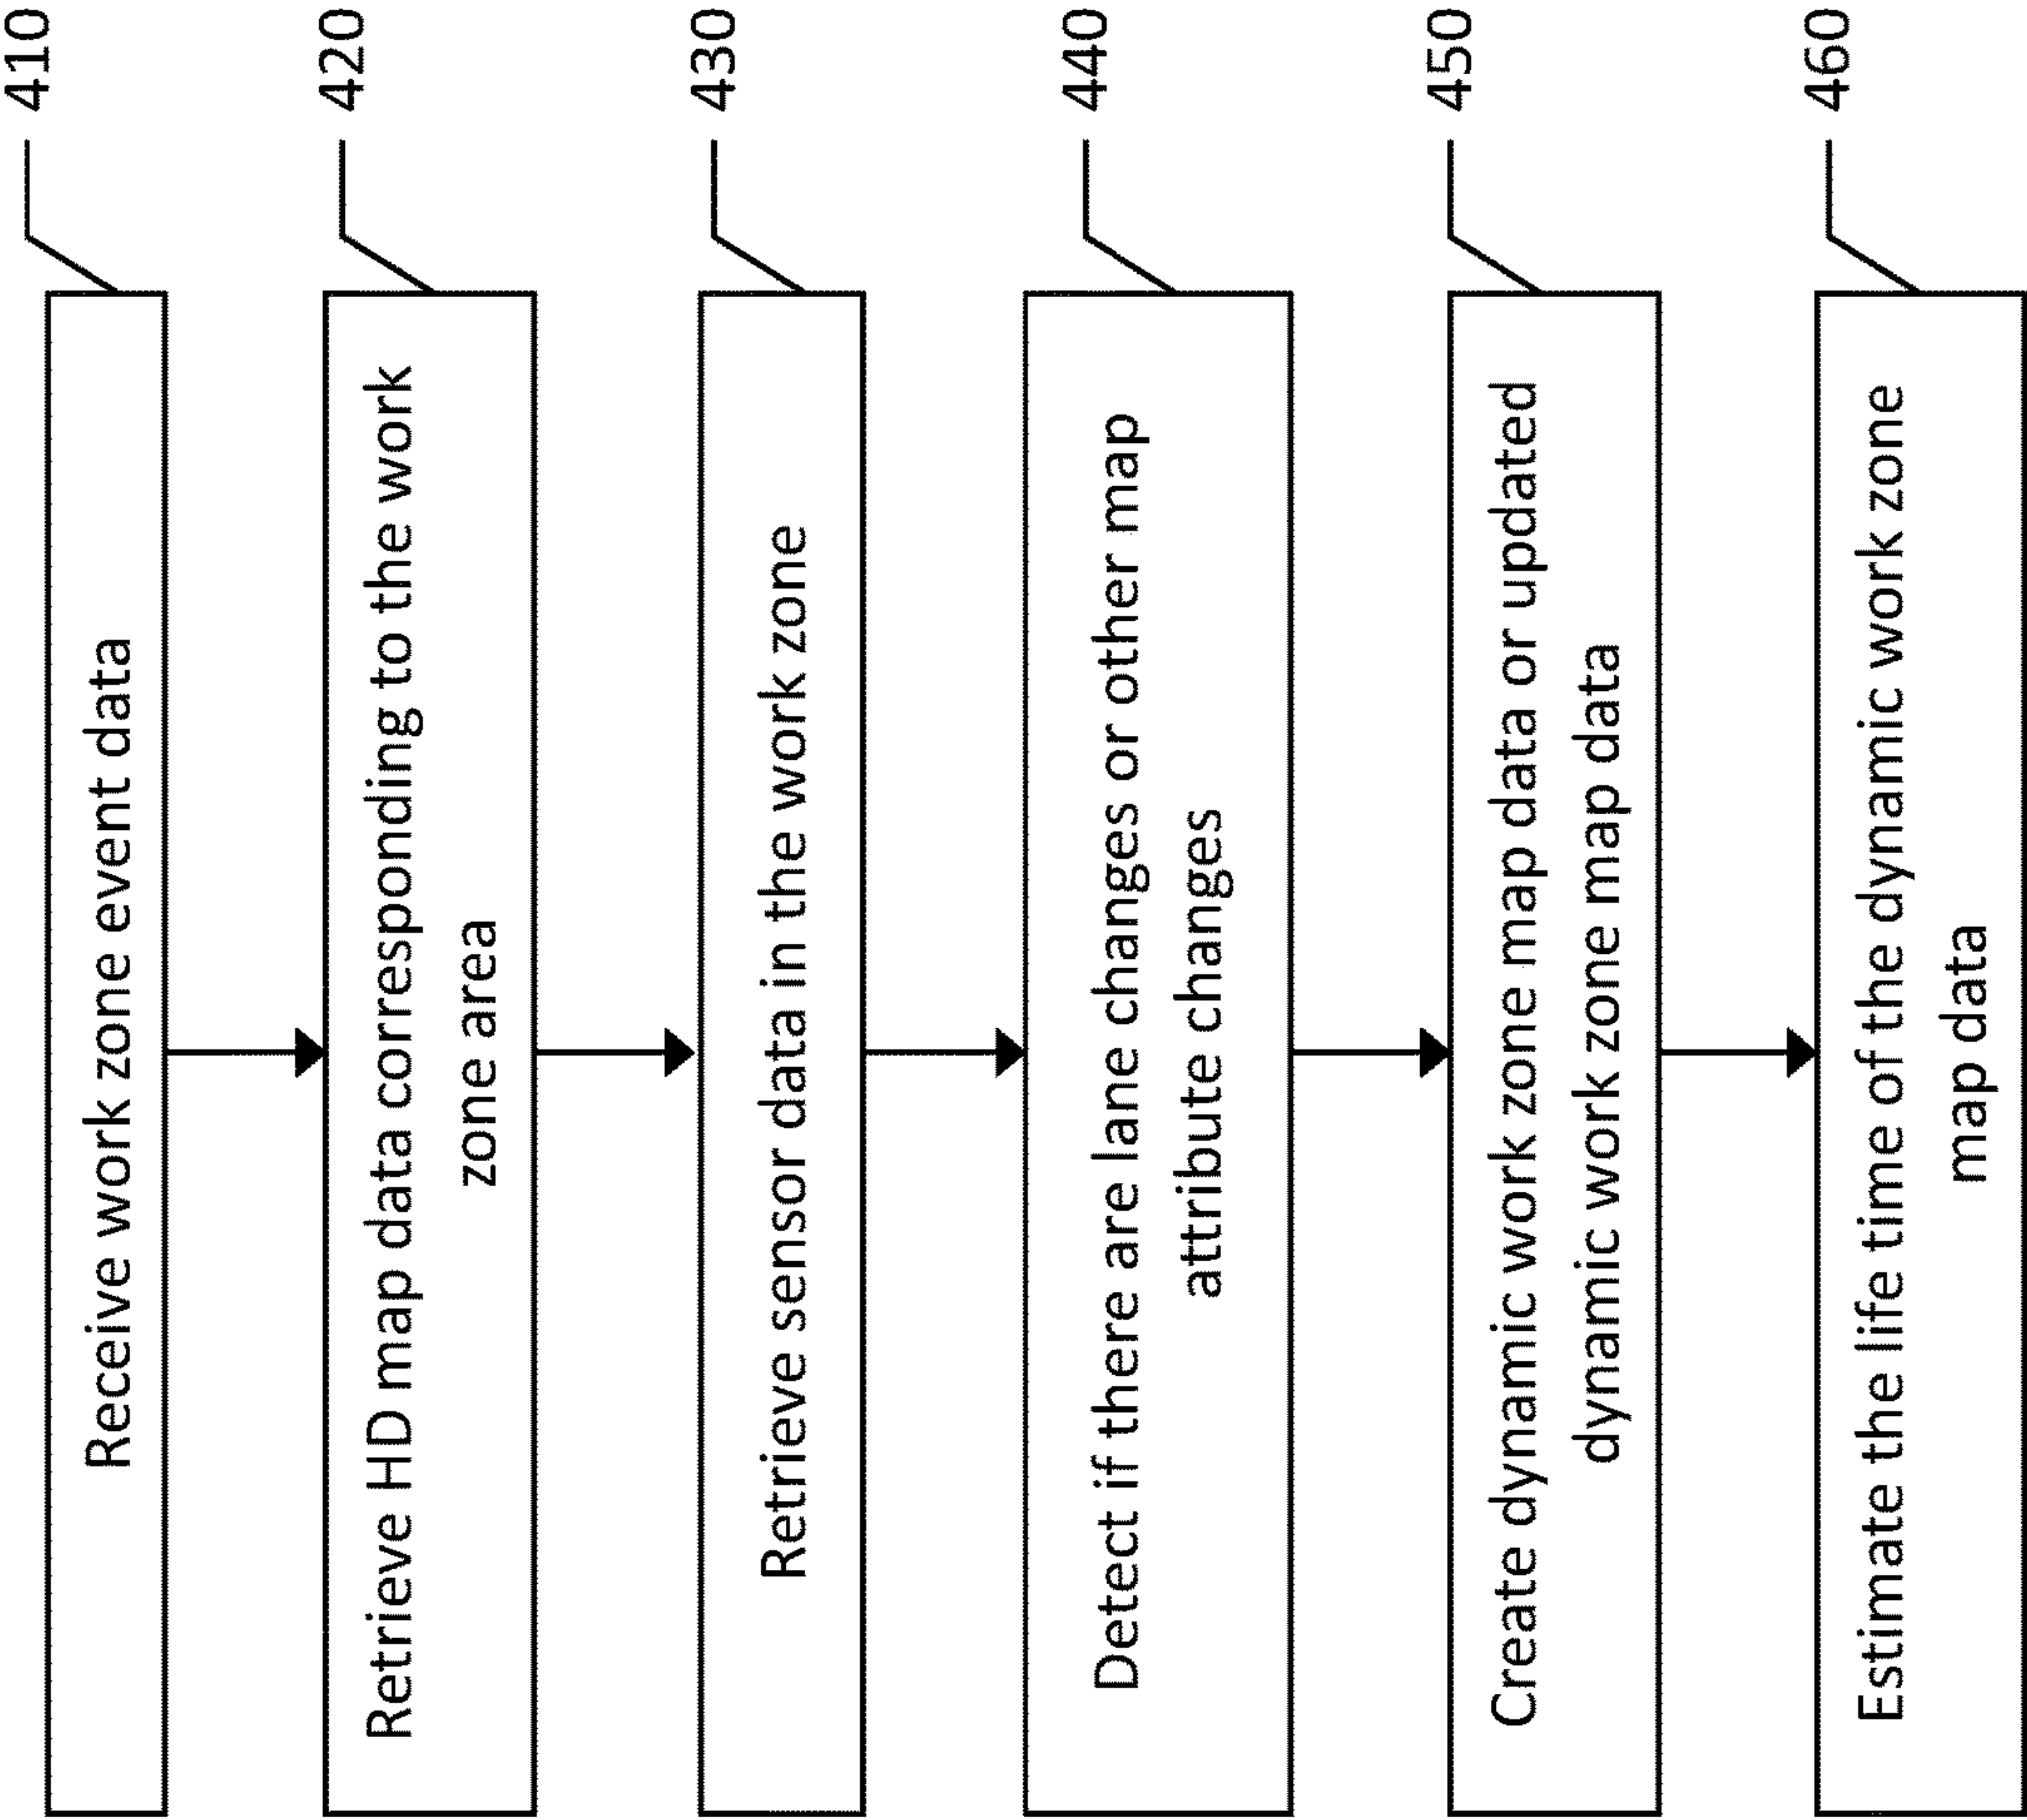 Receive work zone event data
410
Retrieve HD map data corresponding to the work
zone area
420
Retrieve sensor data in the work zone
430
Detect if there are lane changes or other map
attribute changes
440
Create dynamic work zone map data or updated
dynamic work zone map data
450
Estimate the life time of the dynamic work zone
map data
460